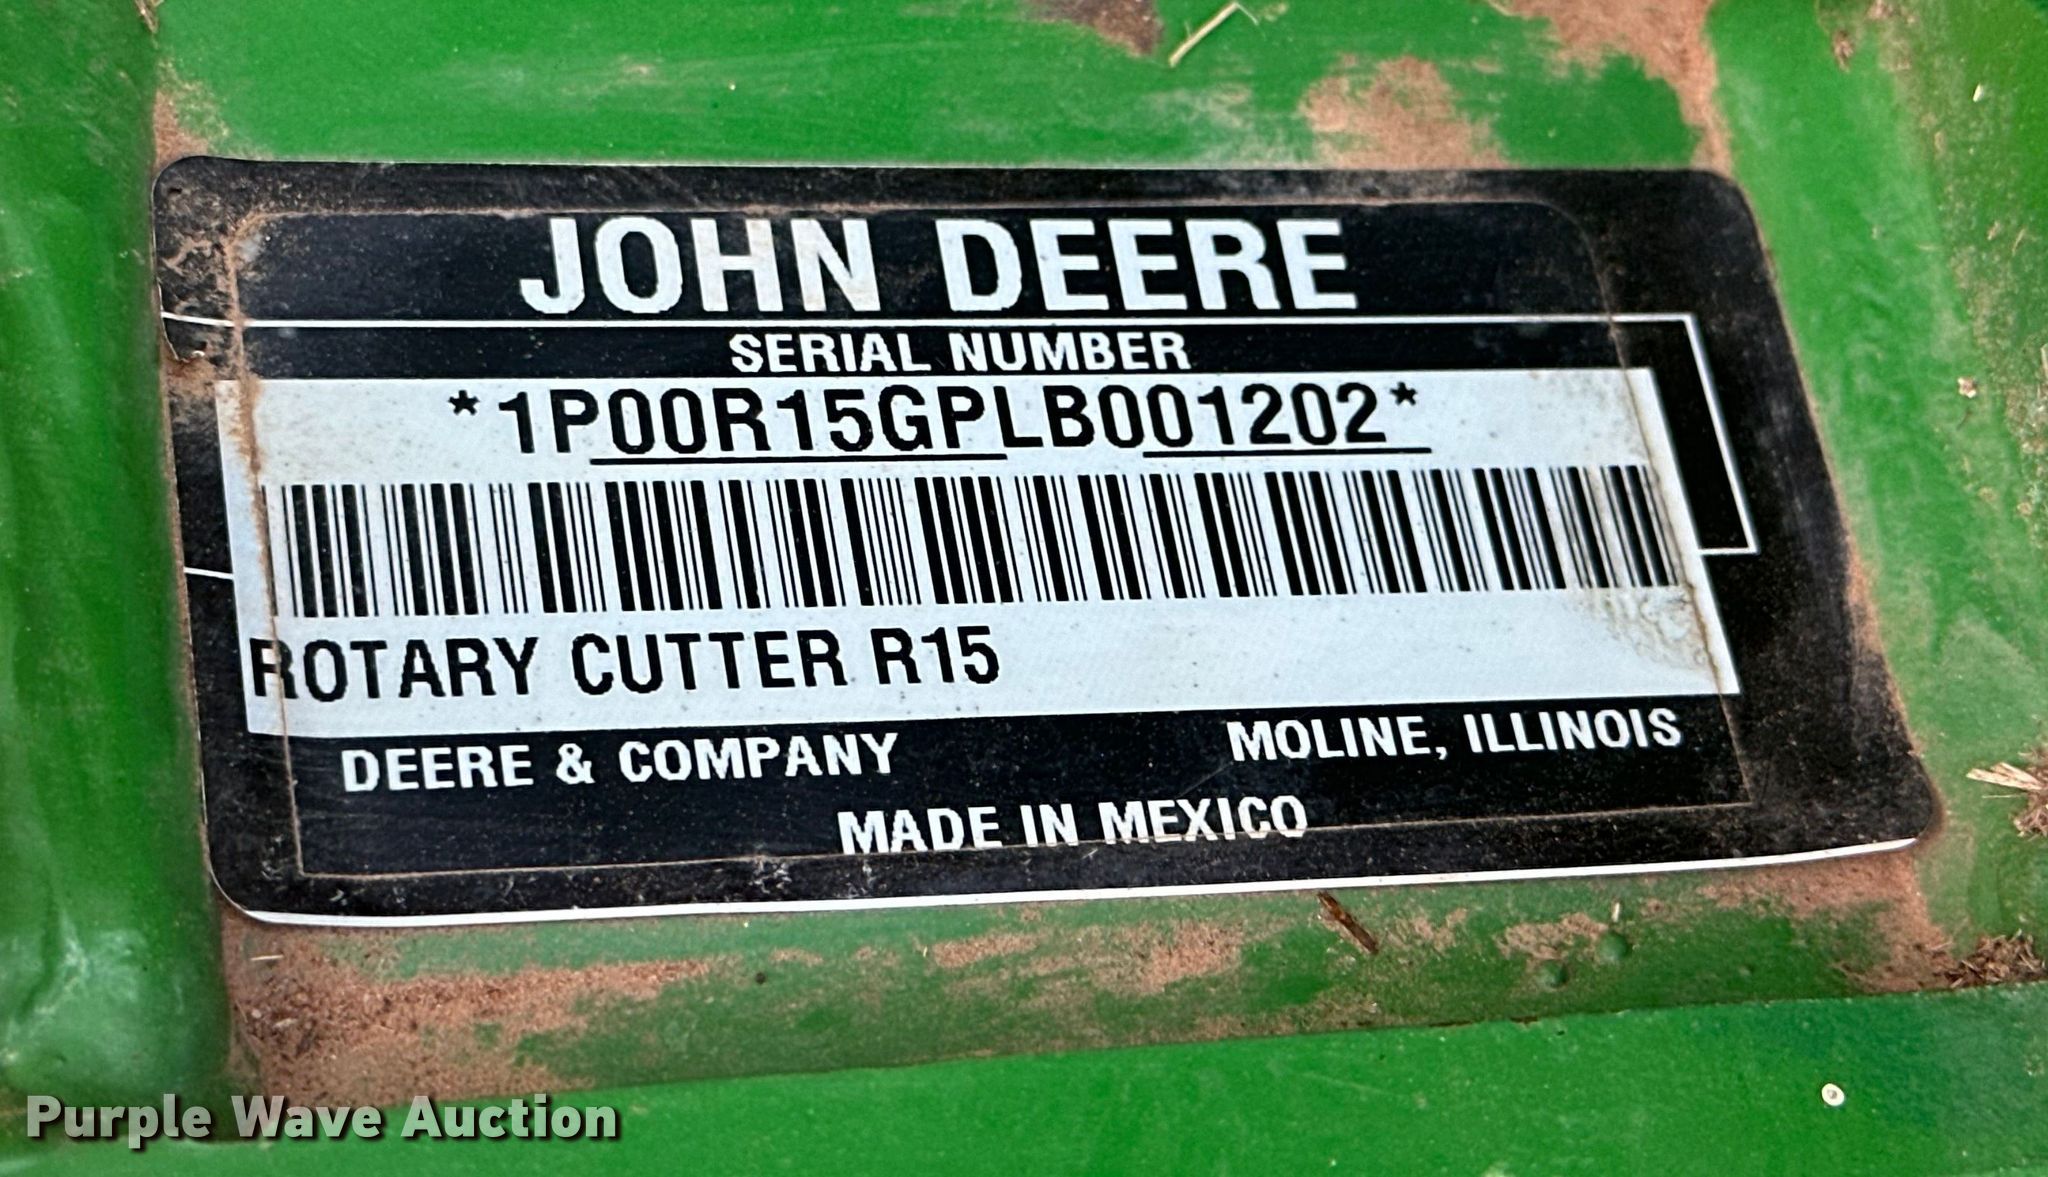 JOHN DEERE
SERIAL NUMBER
*1P00R15GPLB001202*
ROTARY CUTTER R15
DEERE & COMPANY MOLINE, ILLINOIS
MADE IN MEXICO
Purple Wave Auction